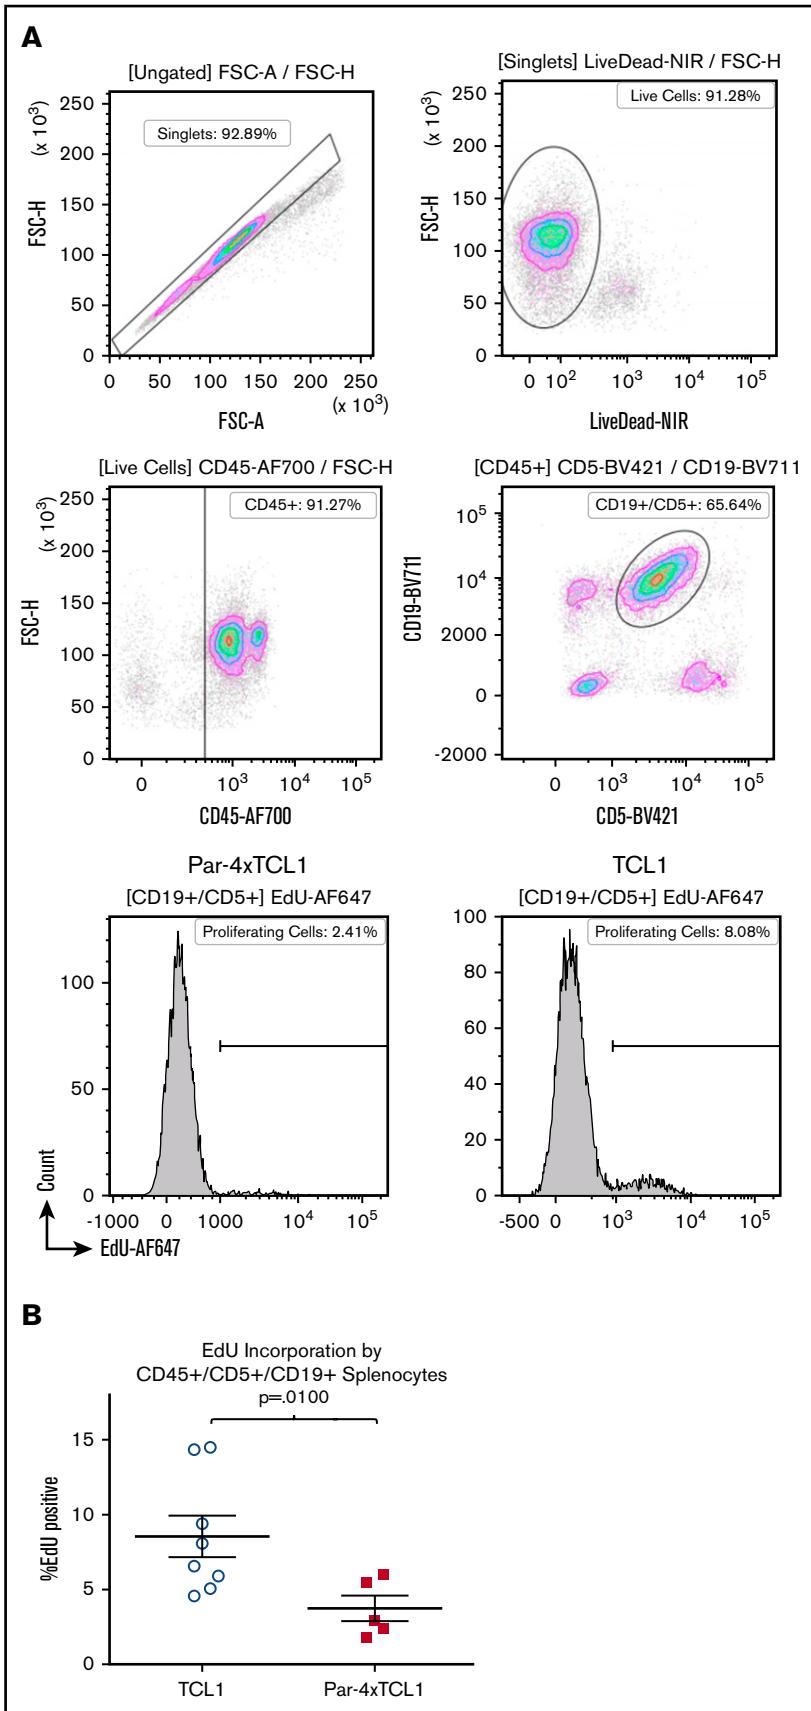 A
[Ungated] FSC-A / FSC-H
Singlets: 92.89%
FSC-H
(x 10³)
250
200
150
100
50
0
0 50 100 150 200 250
(x 10³)
FSC-A
[Singlets] LiveDead-NIR / FSC-H
Live Cells: 91.28%
FSC-H
(x 10³)
250
200
150
100
50
0
0 10² 10³ 10⁴ 10⁵
LiveDead-NIR
[Live Cells] CD45-AF700 / FSC-H
CD45+: 91.27%
FSC-H
(x 10³)
250
200
150
100
50
0
0 10³ 10⁴ 10⁵
CD45-AF700
[CD45+] CD5-BV421 / CD19-BV711
CD19+/CD5+: 65.64%
CD19-BV711
10⁵
10⁴
2000
0
-2000
0 10³ 10⁴ 10⁵
CD5-BV421
Par-4xTCL1
[CD19+/CD5+] EdU-AF647
Proliferating Cells: 2.41%
100
50
0
-1000 0 1000 10⁴ 10⁵
Count
EdU-AF647
TCL1
[CD19+/CD5+] EdU-AF647
Proliferating Cells: 8.08%
100
80
60
40
20
0
-500 0 10³ 10⁴ 10⁵
B
EdU Incorporation by
CD45+/CD5+/CD19+ Splenocytes
p=.0100
%EdU positive
15
10
5
0
TCL1 Par-4xTCL1